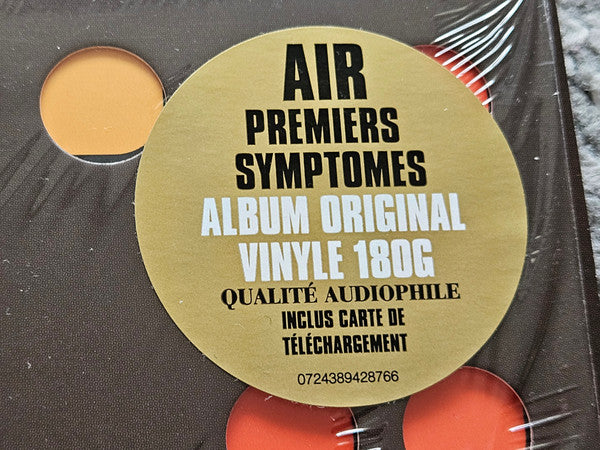 AIR
PREMIERS
SYMPTOMES
ALBUM ORIGINAL
VINYLE 180G
QUALITÉ AUDIOPHILE
INCLUS CARTE DE
TÉLÉCHARGEMENT
0724389428766